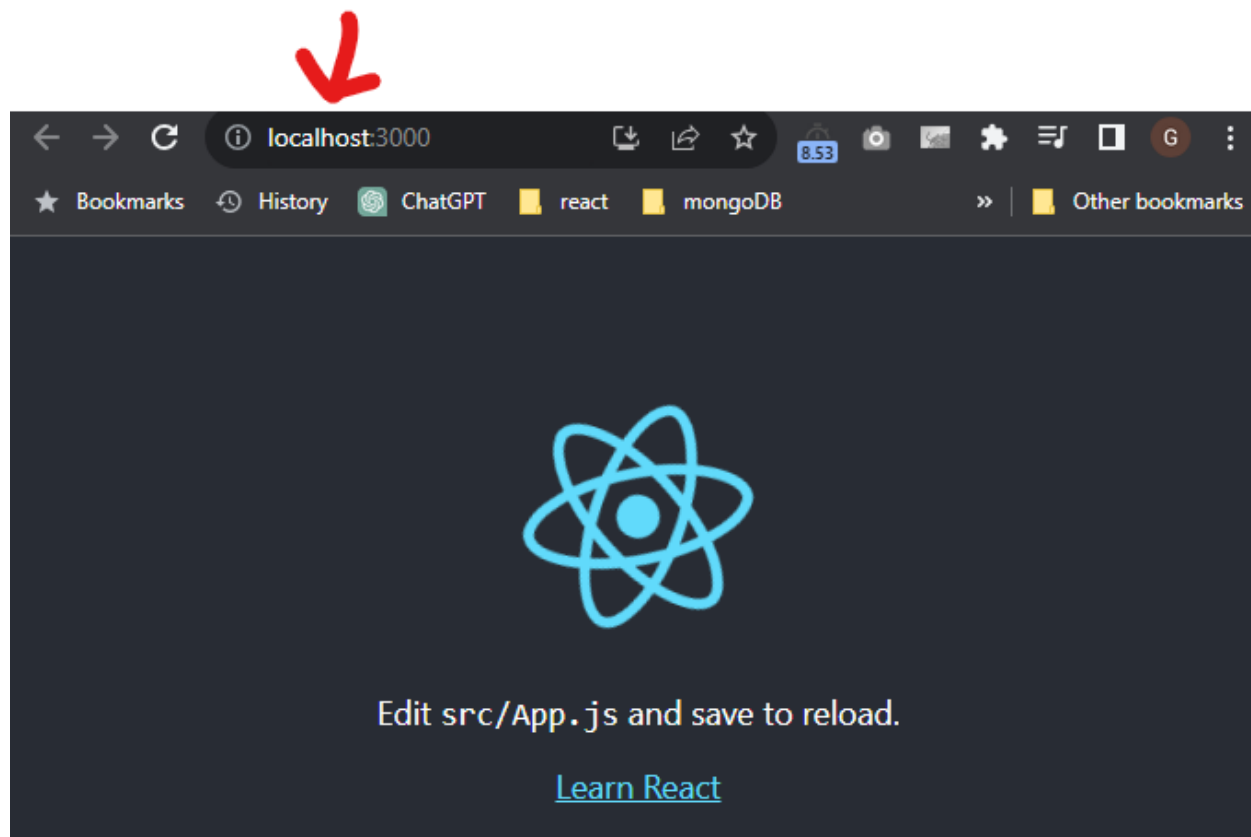 localhost:3000
8.53
G
Bookmarks History ChatGPT react mongoDB » Other bookmarks
Edit src/App.js and save to reload.
Learn React